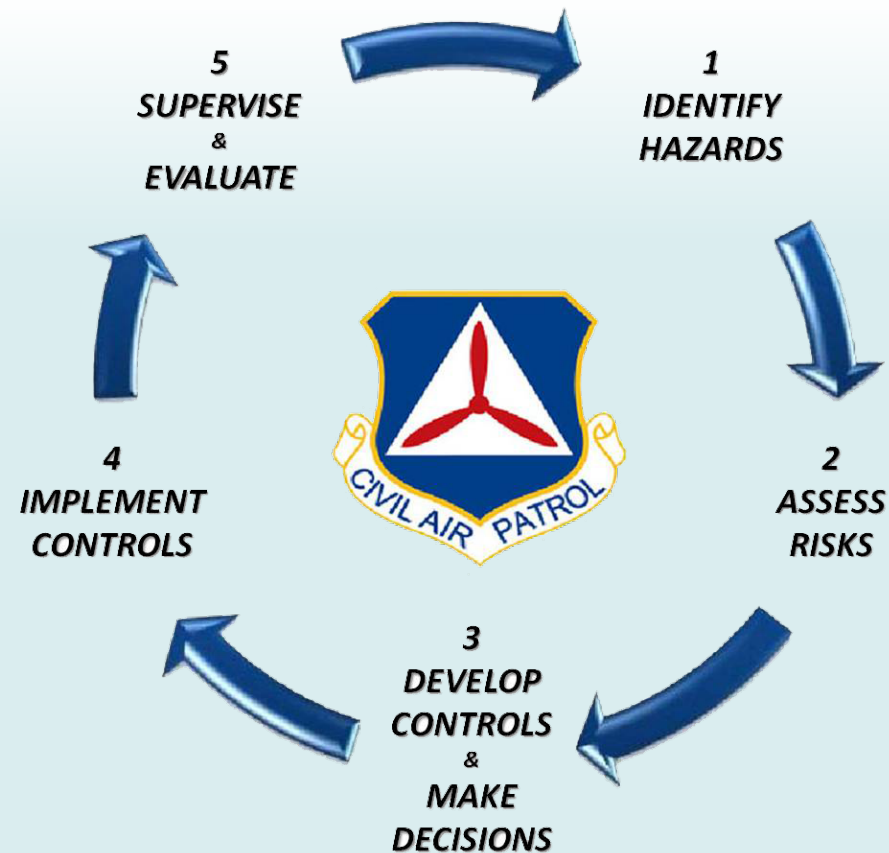 1
IDENTIFY
HAZARDS
2
ASSESS
RISKS
3
DEVELOP
CONTROLS
&
MAKE
DECISIONS
4
IMPLEMENT
CONTROLS
5
SUPERVISE
&
EVALUATE
CIVIL AIR PATROL